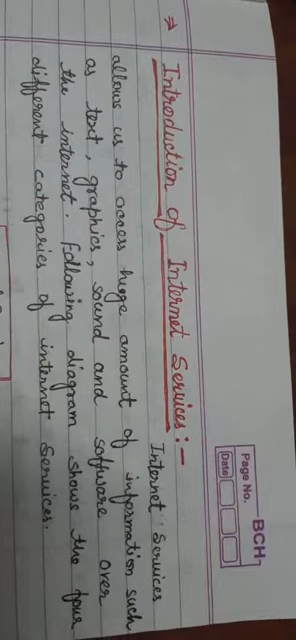 BCH
Page No.
Date
⇒ Introduction of Internet Services:-
Internet Services
allows us to access huge amount of information such
as text, graphics, sound and software over
the internet. Following diagram shows the four
different categories of internet Services.